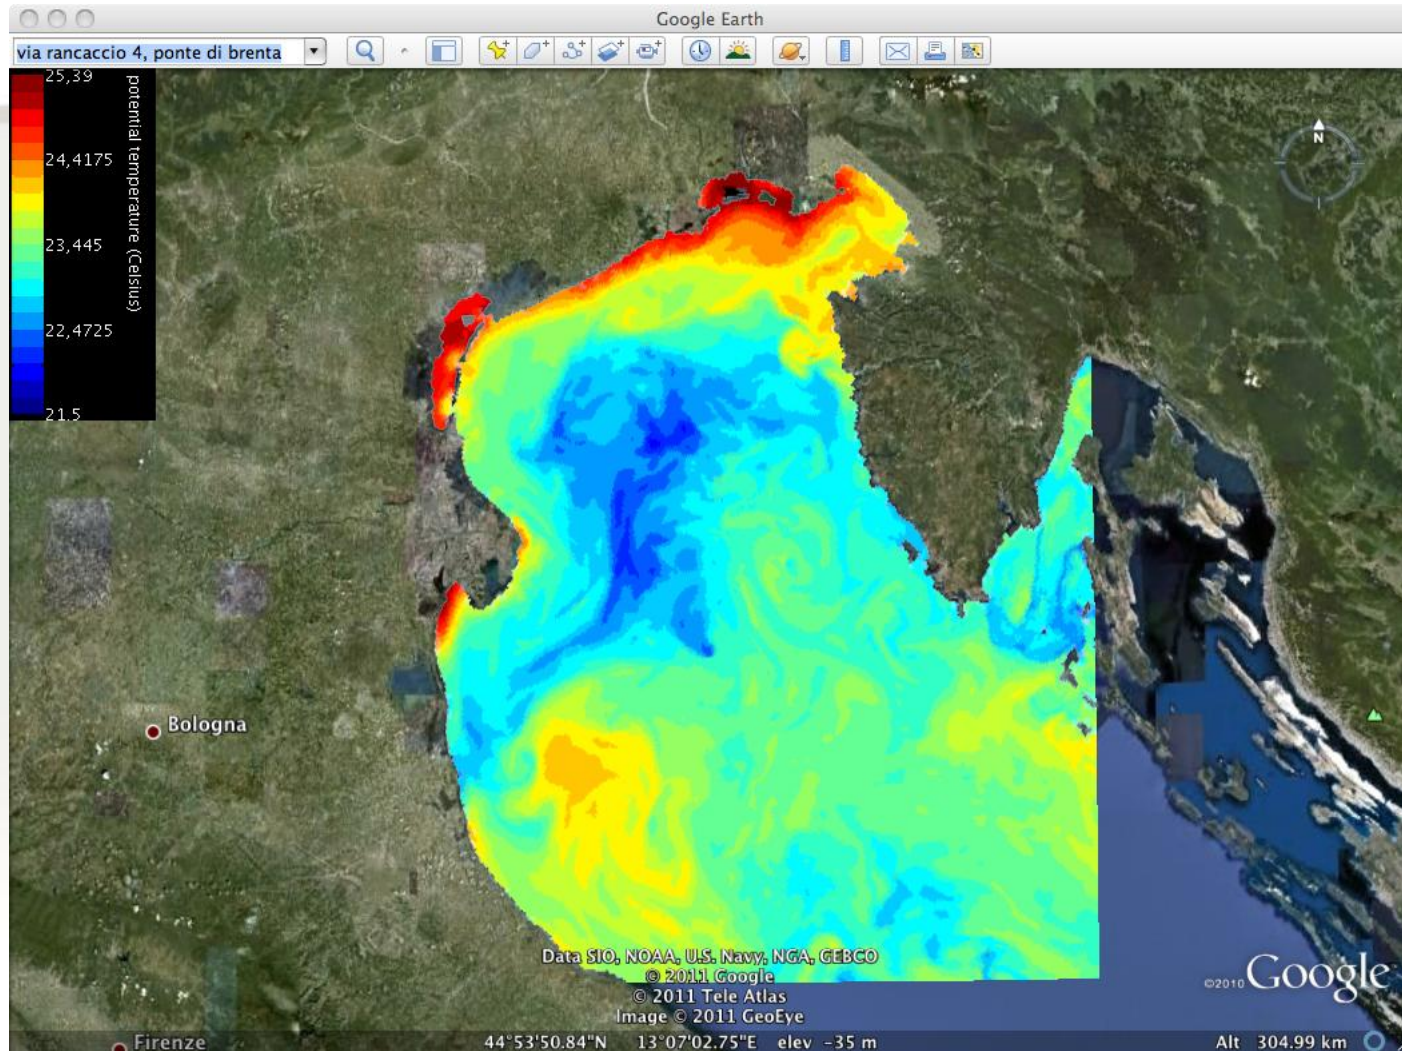 Google Earth
via rancaccio 4, ponte di brenta
25,39
24,4175
23,445
22,4725
21.5
potential temperature (Celsius)
N
Bologna
Data SIO, NOAA, U.S. Navy, NGA, GEBCO
© 2011 Google
© 2011 Tele Atlas
Image © 2011 GeoEye
©2010 Google
Firenze
44°53'50.84"N 13°07'02.75"E elev -35 m
Alt 304.99 km